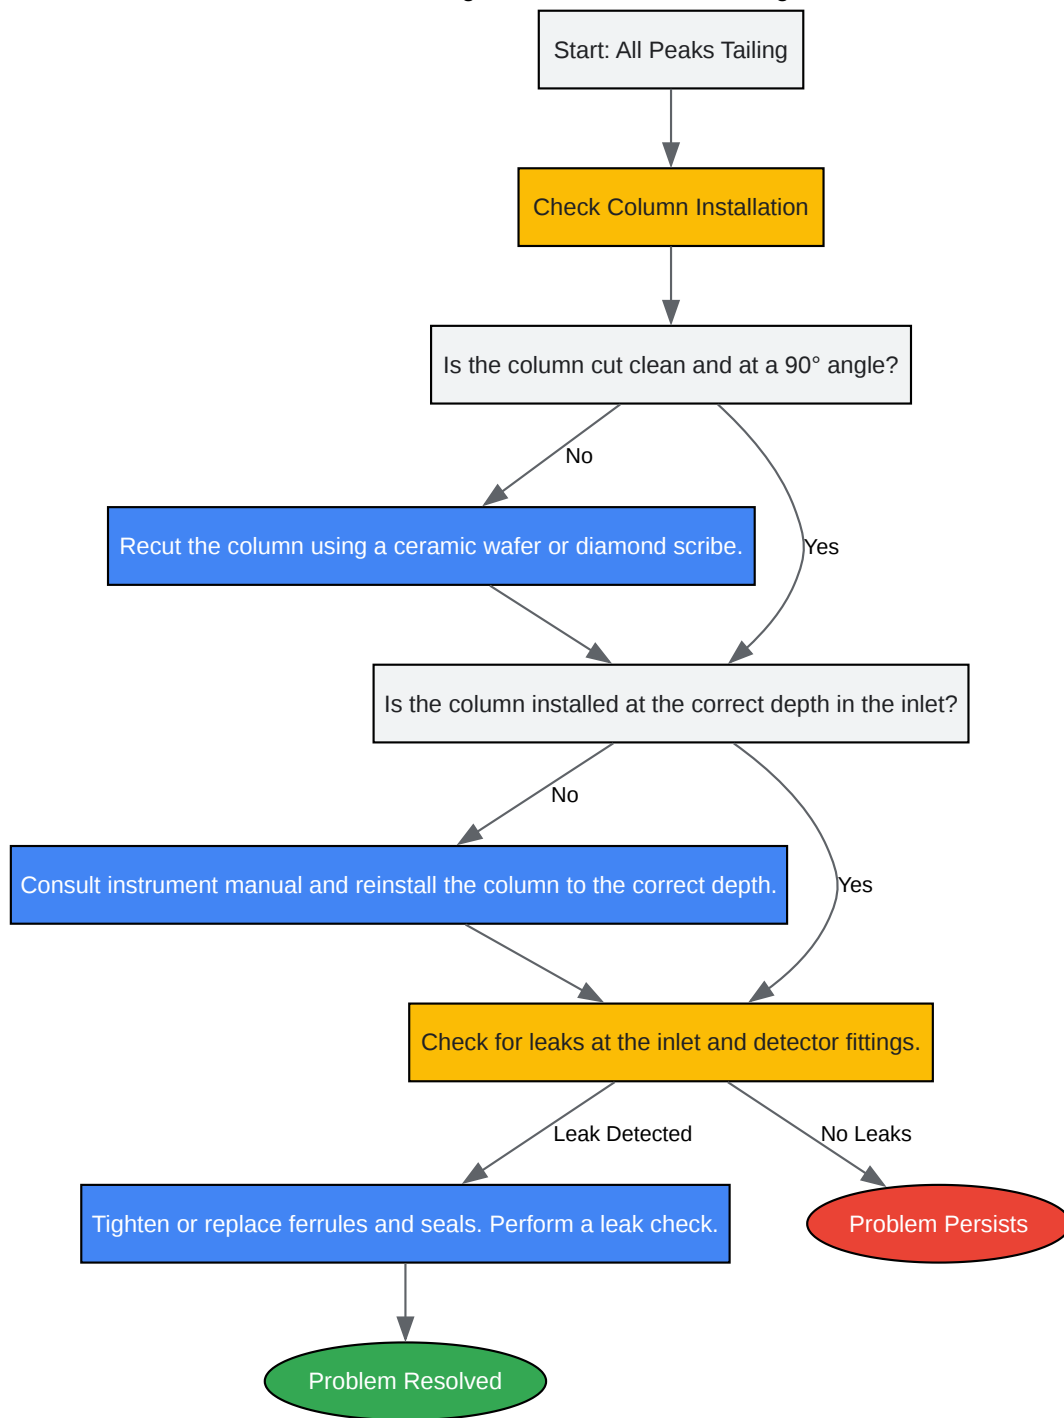 Start: All Peaks Tailing
Check Column Installation
Is the column cut clean and at a 90° angle?
No
Recut the column using a ceramic wafer or diamond scribe.
Yes
Is the column installed at the correct depth in the inlet?
No
Consult instrument manual and reinstall the column to the correct depth.
Yes
Check for leaks at the inlet and detector fittings.
Leak Detected
No Leaks
Tighten or replace ferrules and seals. Perform a leak check.
Problem Persists
Problem Resolved